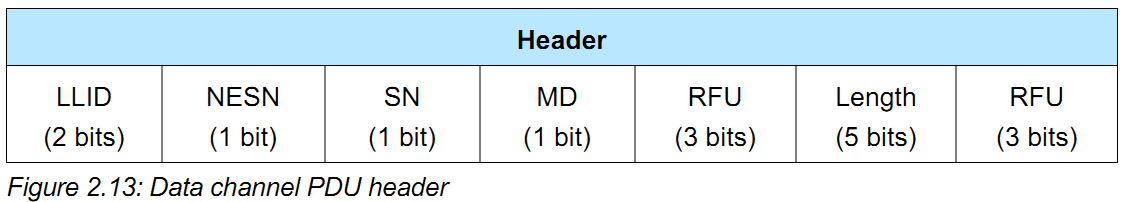 Header
LLID NESN SN MD RFU Length RFU
(2 bits) (1 bit) (1 bit) (1 bit) (3 bits) (5 bits) (3 bits)
Figure 2.13: Data channel PDU header